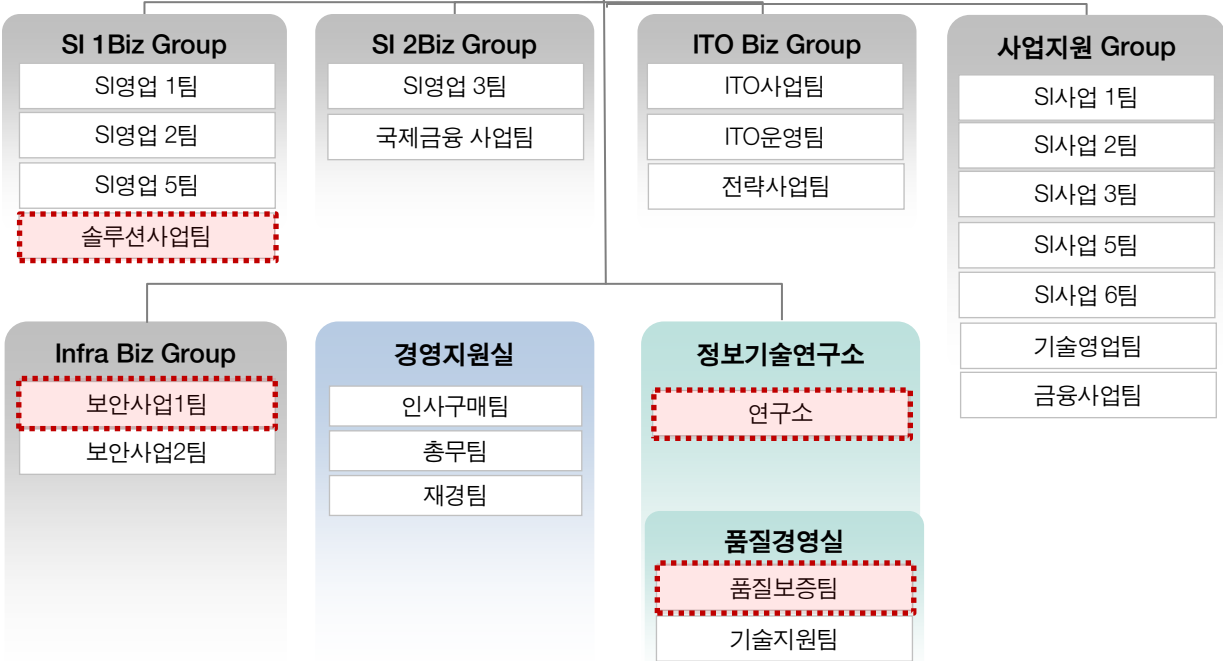 SI 1Biz Group
SI영업 1팀
SI영업 2팀
SI영업 5팀
솔루션사업팀
SI 2Biz Group
SI영업 3팀
국제금융 사업팀
ITO Biz Group
ITO사업팀
ITO운영팀
전략사업팀
사업지원 Group
SI사업 1팀
SI사업 2팀
SI사업 3팀
SI사업 5팀
SI사업 6팀
기술영업팀
금융사업팀
Infra Biz Group
보안사업1팀
보안사업2팀
경영지원실
인사구매팀
총무팀
재경팀
정보기술연구소
연구소
품질경영실
품질보증팀
기술지원팀